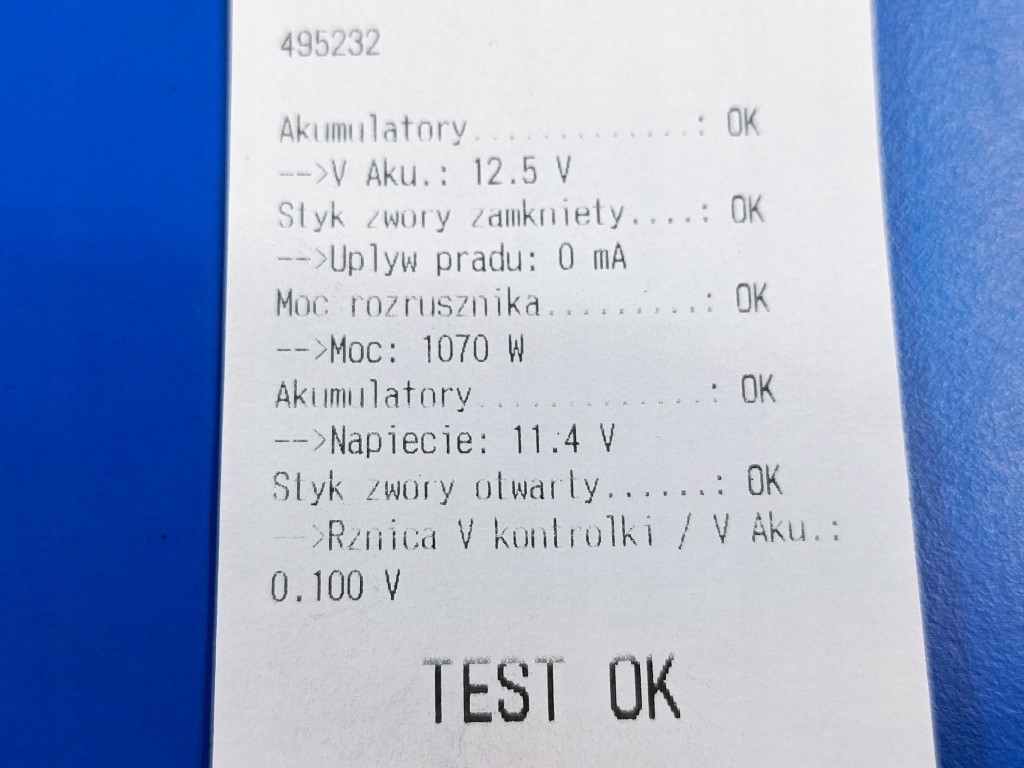 495232
Akumulatory.............: OK
-->V Aku.: 12.5 V
Styk zwory zamkniety....: OK
-->Uplyw pradu: 0 mA
Moc rozrusznika.........: OK
-->Moc: 1070 W
Akumulatory.............: OK
-->Napiecie: 11.4 V
Styk zwory otwarty......: OK
-->Rznica V kontrolki / V Aku.:
0.100 V
TEST OK